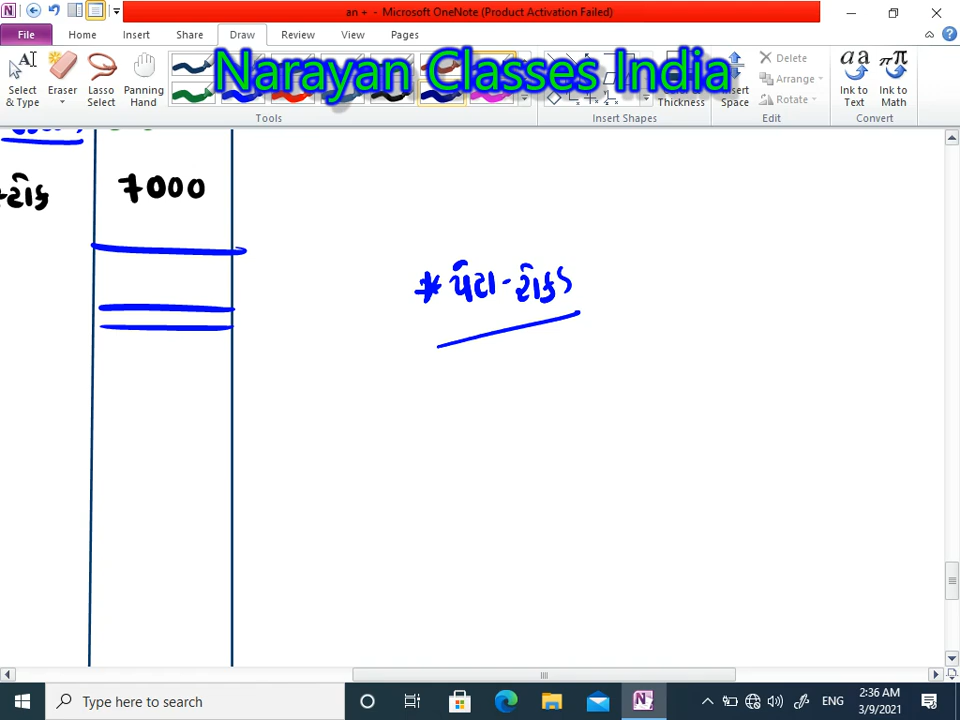 an + - Microsoft OneNote (Product Activation Failed)
File Home Insert Share Draw Review View Pages
Narayan Classes India
Select & Type
Eraser
Lasso Select
Panning Hand
Thickness
Insert Space
Delete
Arrange
Rotate
Ink to Text
Ink to Math
Tools
Insert Shapes
Edit
Convert
7000
Type here to search
ENG
2:36 AM
3/9/2021